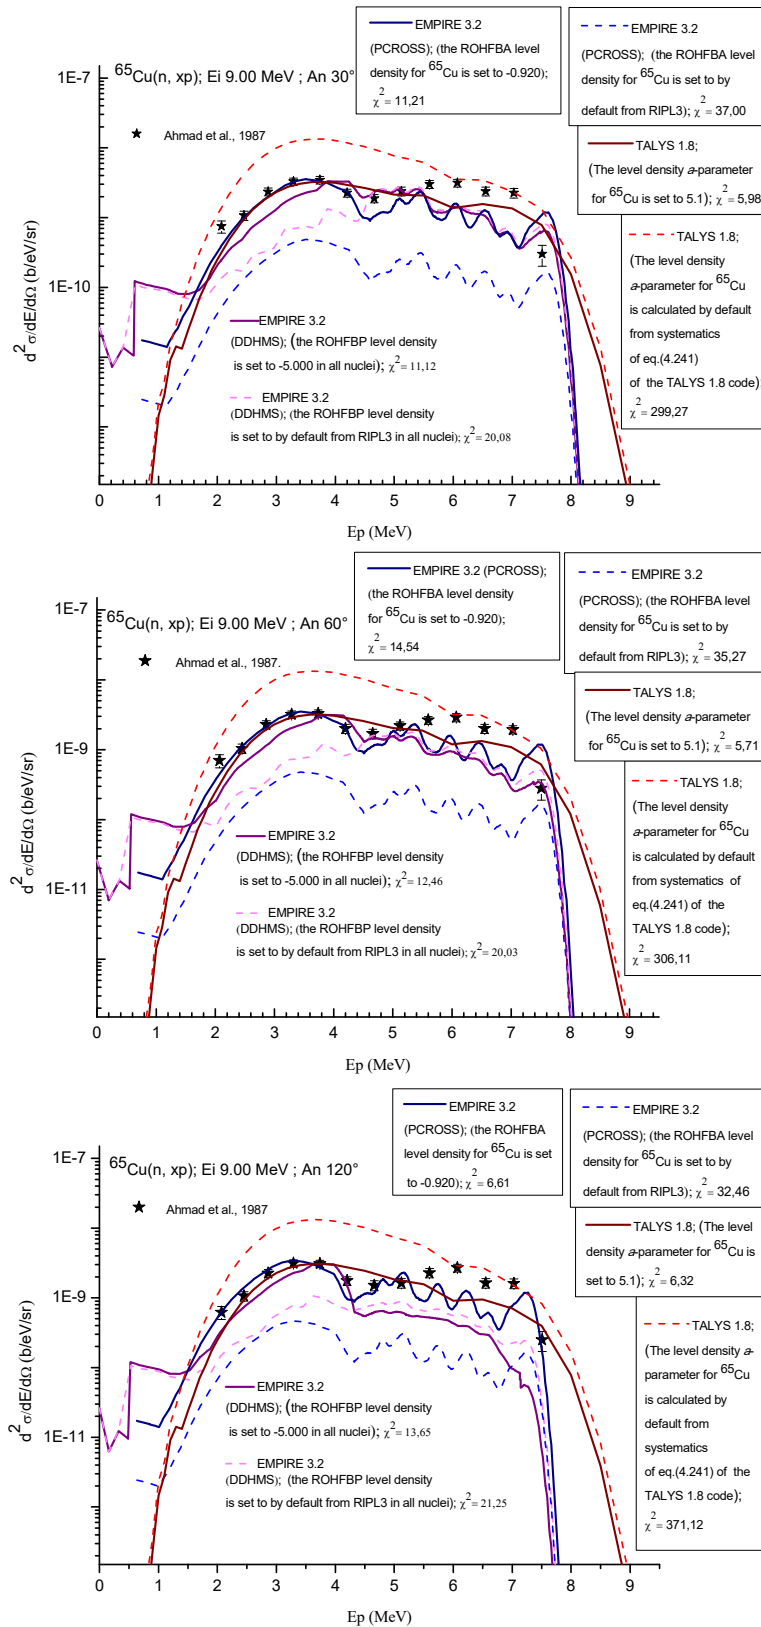 EMPIRE 3.2
(PCROSS); (the ROHFBA level
density for ⁶⁵Cu is set to -0.920);
χ² = 11,21
EMPIRE 3.2
(PCROSS); (the ROHFBA level
density for ⁶⁵Cu is set to by
default from RIPL3); χ² = 37,00
⁶⁵Cu(n, xp); Ei 9.00 MeV ; An 30°
Ahmad et al., 1987
TALYS 1.8;
(The level density a-parameter
for ⁶⁵Cu is set to 5.1); χ² = 5,98
TALYS 1.8;
(The level density
a-parameter for ⁶⁵Cu
is calculated by default
from systematics
of eq.(4.241)
of the TALYS 1.8 code);
χ² = 299,27
EMPIRE 3.2
(DDHMS); (the ROHFBP level density
is set to -5.000 in all nuclei); χ² = 11,12
EMPIRE 3.2
(DDHMS); (the ROHFBP level density
is set to by default from RIPL3 in all nuclei); χ² = 20,08
1E-7
1E-10
d² σ/dE/dΩ (b/eV/sr)
0 1 2 3 4 5 6 7 8 9
Ep (MeV)
EMPIRE 3.2 (PCROSS);
(the ROHFBA level density
for ⁶⁵Cu is set to -0.920);
χ² = 14,54
EMPIRE 3.2
(PCROSS); (the ROHFBA level
density for ⁶⁵Cu is set to by
default from RIPL3); χ² = 35,27
⁶⁵Cu(n, xp); Ei 9.00 MeV ; An 60°
Ahmad et al., 1987.
TALYS 1.8;
(The level density a-parameter
for ⁶⁵Cu is set to 5.1); χ² = 5,71
TALYS 1.8;
(The level density
a-parameter for ⁶⁵Cu
is calculated by default
from systematics of
eq.(4.241) of the
TALYS 1.8 code);
χ² = 306,11
EMPIRE 3.2
(DDHMS); (the ROHFBP level density
is set to -5.000 in all nuclei); χ² = 12,46
EMPIRE 3.2
(DDHMS); (the ROHFBP level density
is set to by default from RIPL3 in all nuclei); χ² = 20,03
1E-7
1E-9
1E-11
d² σ/dE/dΩ (b/eV/sr)
0 1 2 3 4 5 6 7 8 9
Ep (MeV)
EMPIRE 3.2
(PCROSS); (the ROHFBA
level density for ⁶⁵Cu is set
to -0.920); χ² = 6,61
EMPIRE 3.2
(PCROSS); (the ROHFBA level
density for ⁶⁵Cu is set to by
default from RIPL3); χ² = 32,46
⁶⁵Cu(n, xp); Ei 9.00 MeV ; An 120°
Ahmad et al., 1987
TALYS 1.8; (The level
density a-parameter for ⁶⁵Cu is
set to 5.1); χ² = 6,32
TALYS 1.8;
(The level density a-
parameter for ⁶⁵Cu
is calculated by
default from
systematics
of eq.(4.241) of the
TALYS 1.8 code);
χ² = 371,12
EMPIRE 3.2
(DDHMS); (the ROHFBP level density
is set to -5.000 in all nuclei); χ² = 13,65
EMPIRE 3.2
(DDHMS); (the ROHFBP level density
is set to by default from RIPL3 in all nuclei); χ² = 21,25
1E-7
1E-9
1E-11
d² σ/dE/dΩ (b/eV/sr)
0 1 2 3 4 5 6 7 8 9
Ep (MeV)